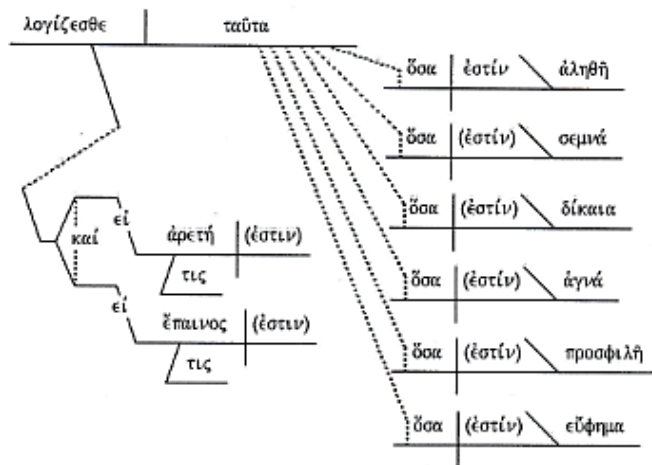 λογίζεσθε ταῦτα
ὅσα ἐστίν ἀληθῆ
ὅσα (ἐστίν) σεμνά
ὅσα (ἐστίν) δίκαια
ὅσα (ἐστίν) ἁγνά
ὅσα (ἐστίν) προσφιλῆ
ὅσα (ἐστίν) εὔφημα
καί
εἰ
ἀρετή (ἐστιν)
τις
εἰ
ἔπαινος (ἐστιν)
τις